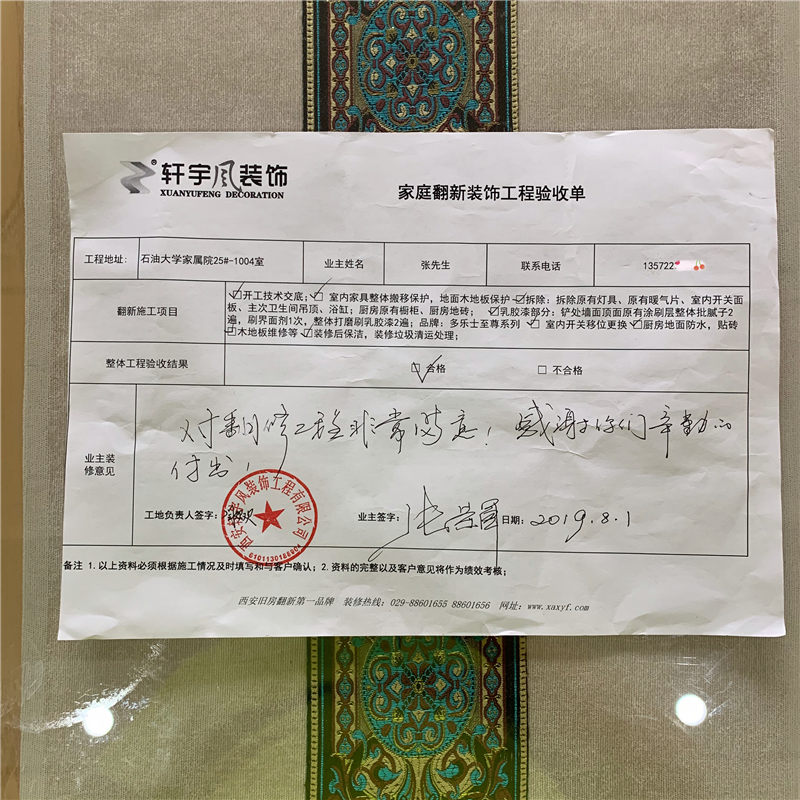 轩宇风装饰
XUANYUFENG DECORATION
家庭翻新装饰工程验收单
工程地址: 石油大学家属院25#-1004室 业主姓名 张先生 联系电话 135722
翻新施工项目
☑开工技术交底; ☑ 室内家具整体搬移保护, 地面木地板保护 ☑拆除: 拆除原有灯具、原有暖气片、室内开关面
板、主次卫生间吊顶、浴缸; 厨房原有橱柜、厨房地砖; ☑乳胶漆部分: 铲处墙面顶面原有涂刷层整体批腻子2
遍, 刷界面剂1次, 整体打磨刷乳胶漆2遍; 品牌: 多乐士至尊系列 ☑ 室内开关移位更换 ☑厨房地面防水, 贴砖
☑木地板维修等 ☑装修后保洁, 装修垃圾清运处理;
整体工程验收结果 ☑合格 □不合格
业主装
修意见
对翻修工程非常满意! 感谢你们辛勤的
付出!
工地负责人签字: 业主签字: 张 日期: 2019.8.1
西安轩宇风装饰工程有限公司
6101130188904
备注 1.以上资料必须根据施工情况及时填写和与客户确认; 2.资料的完整以及客户意见将作为绩效考核;
西安旧房翻新第一品牌 装修热线: 029-88601655 88601656 网址: www.xaxyf.com